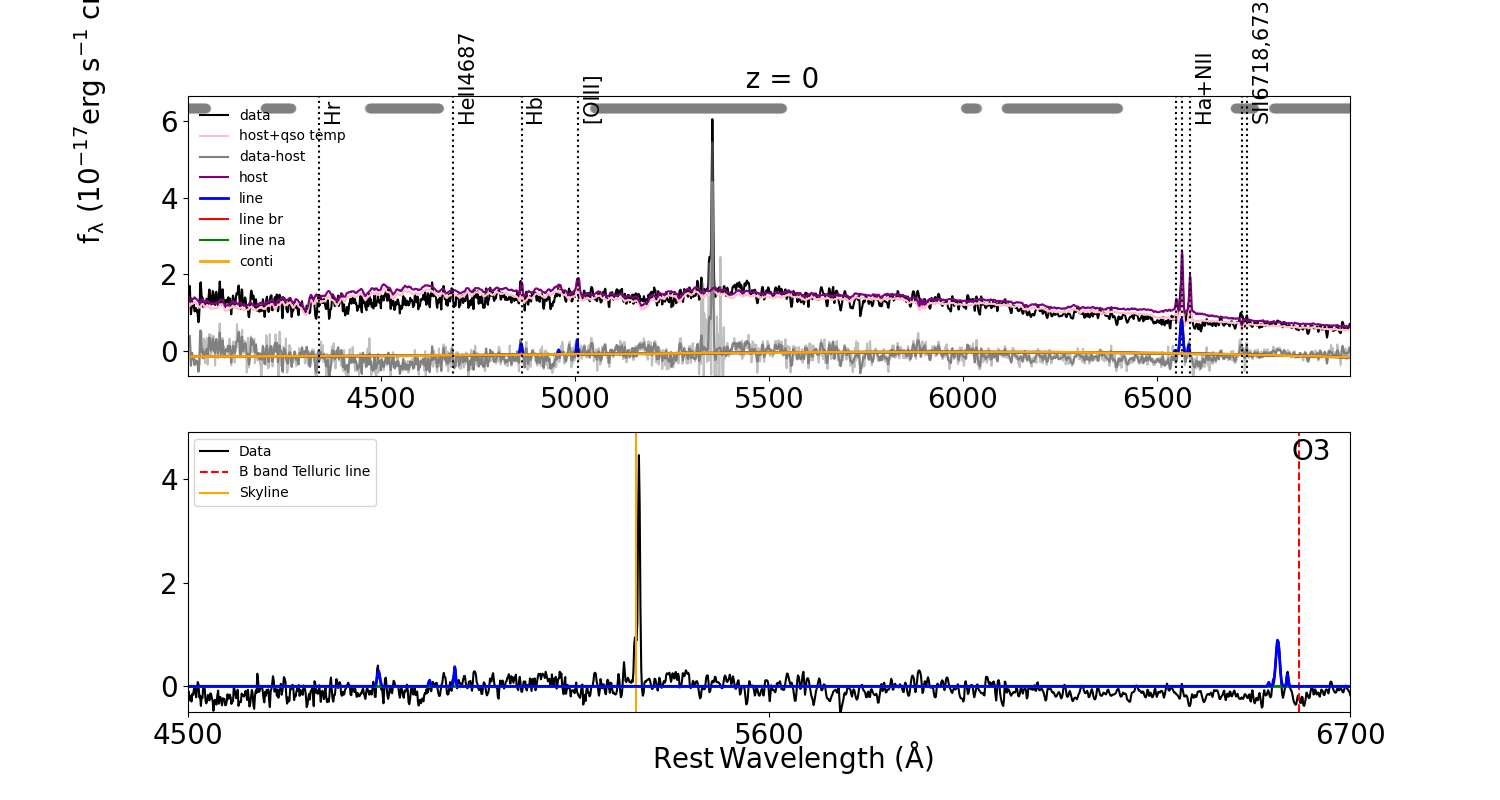 z = 0
HeII4687
SII6718,673
Ha+NII
[OIII]
Hb
Hr
f_λ (10^−17 erg s^−1 c
6
4
2
0
data
host+qso temp
data-host
host
line
line br
line na
conti
4500 5000 5500 6000 6500
O3
4
2
0
Data
B band Telluric line
Skyline
4500 5600 6700
Rest Wavelength (Å)